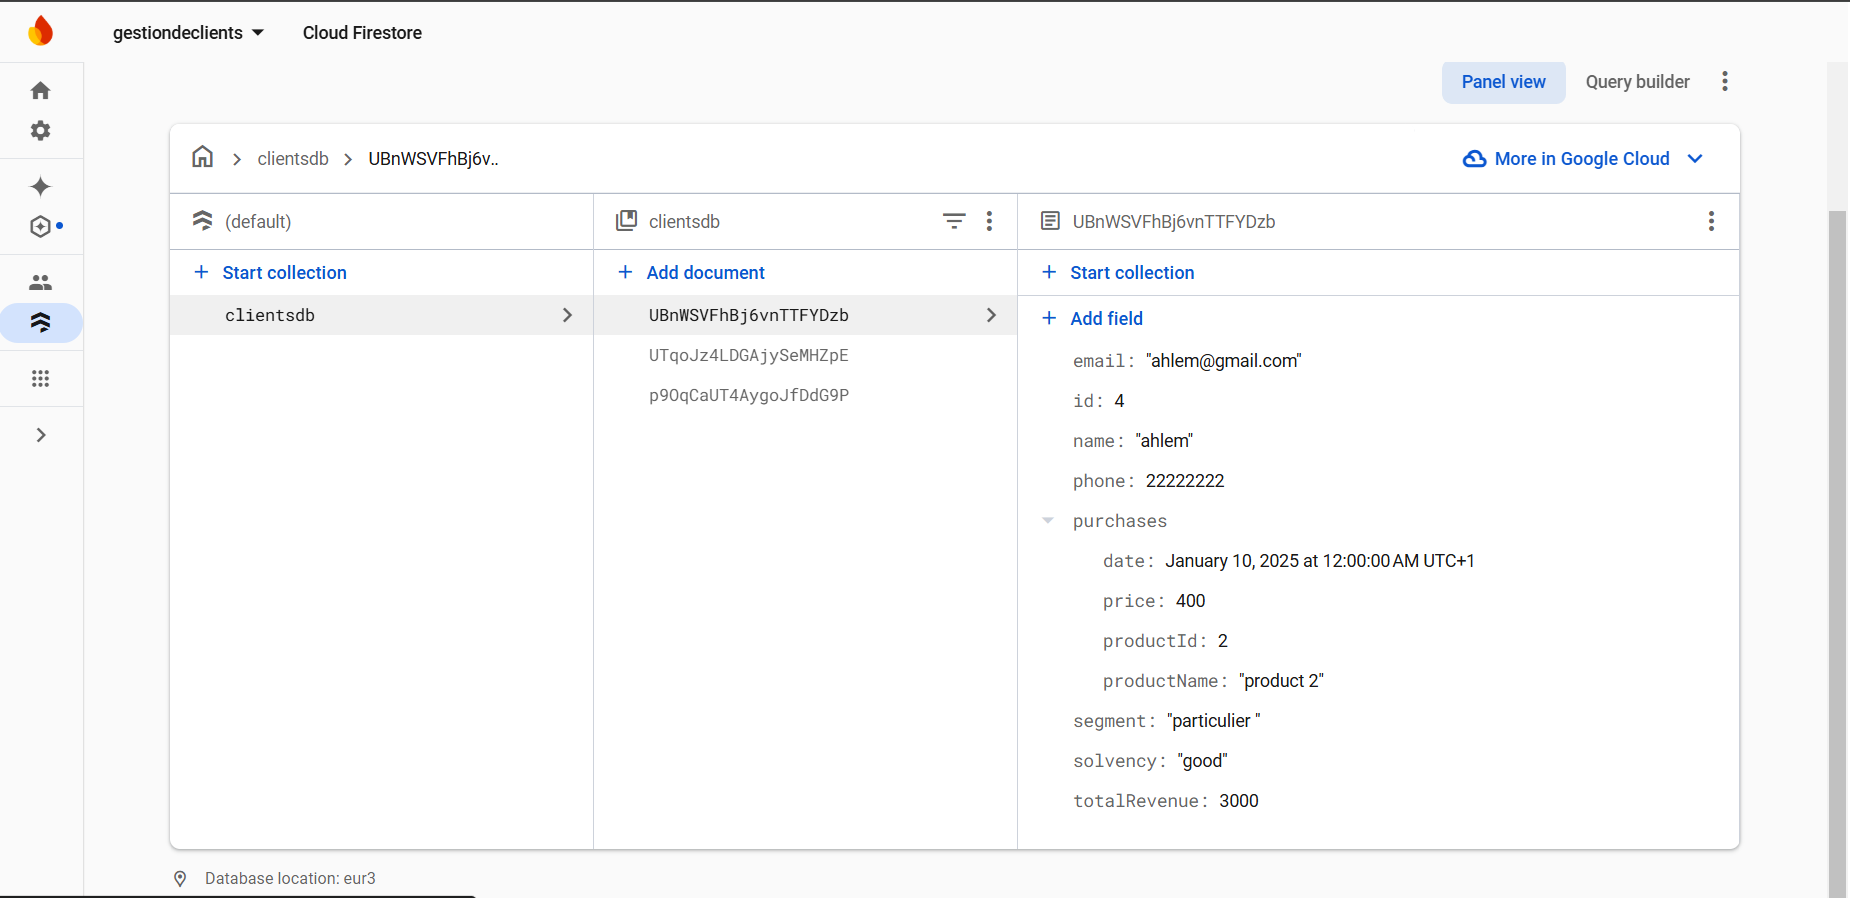 gestiondeclients Cloud Firestore
Panel view Query builder
clientsdb UBnWSVFhBj6v.. More in Google Cloud
(default)
Start collection
clientsdb
clientsdb
Add document
UBnWSVFhBj6vnTTFYDzb
UTqoJz4LDGAjySeMHZpE
p9OqCaUT4AygoJfDdG9P
UBnWSVFhBj6vnTTFYDzb
Start collection
Add field
email: "ahlem@gmail.com"
id: 4
name: "ahlem"
phone: 22222222
purchases
date: January 10, 2025 at 12:00:00 AM UTC+1
price: 400
productId: 2
productName: "product 2"
segment: "particulier "
solvency: "good"
totalRevenue: 3000
Database location: eur3